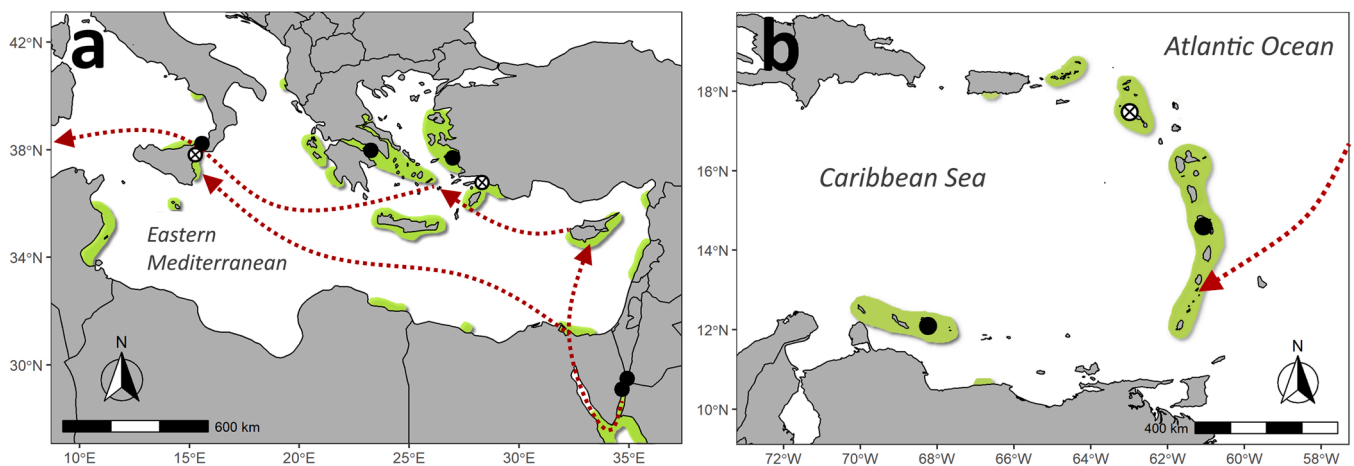 a
42°N
38°N
34°N
30°N
Eastern
Mediterranean
N
600 km
10°E
15°E
20°E
25°E
30°E
35°E
b
Atlantic Ocean
Caribbean Sea
18°N
16°N
14°N
12°N
10°N
N
400 km
72°W
70°W
68°W
66°W
64°W
62°W
60°W
58°W